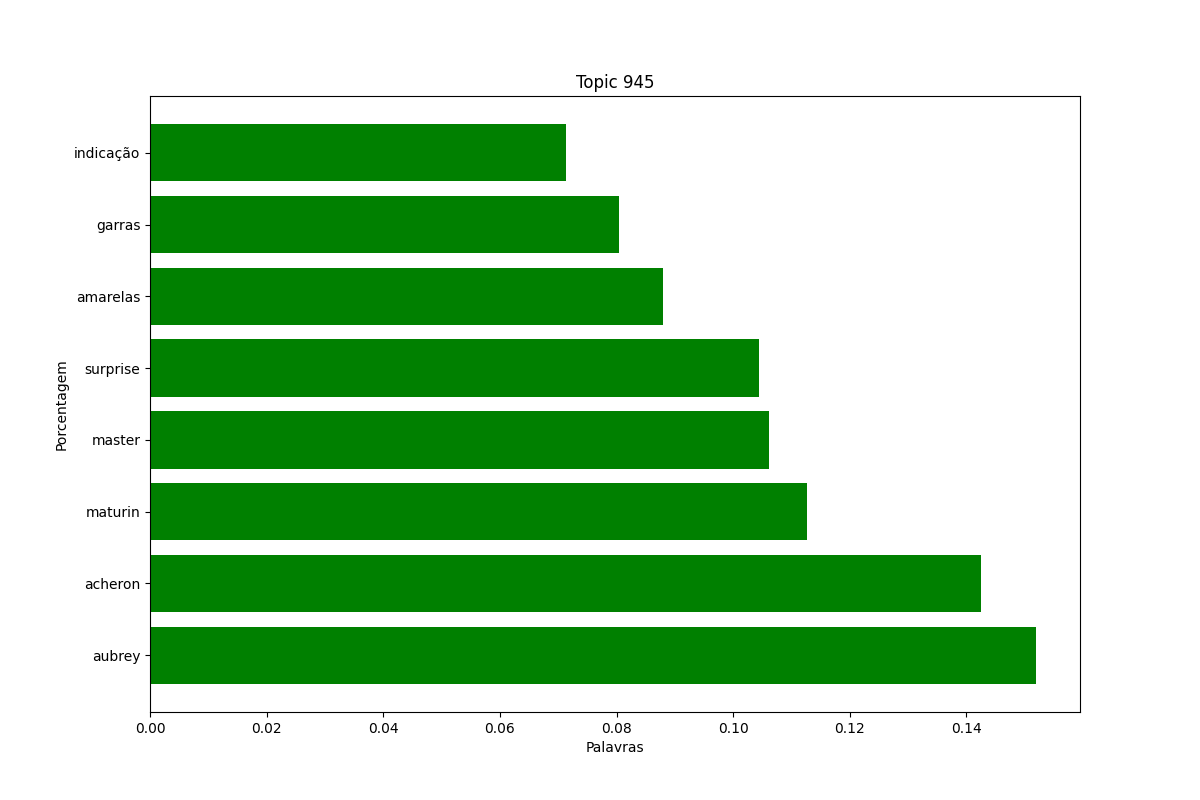 Topic 945
indicação
garras
amarelas
surprise
master
maturin
acheron
aubrey
Porcentagem
0.00 0.02 0.04 0.06 0.08 0.10 0.12 0.14
Palavras